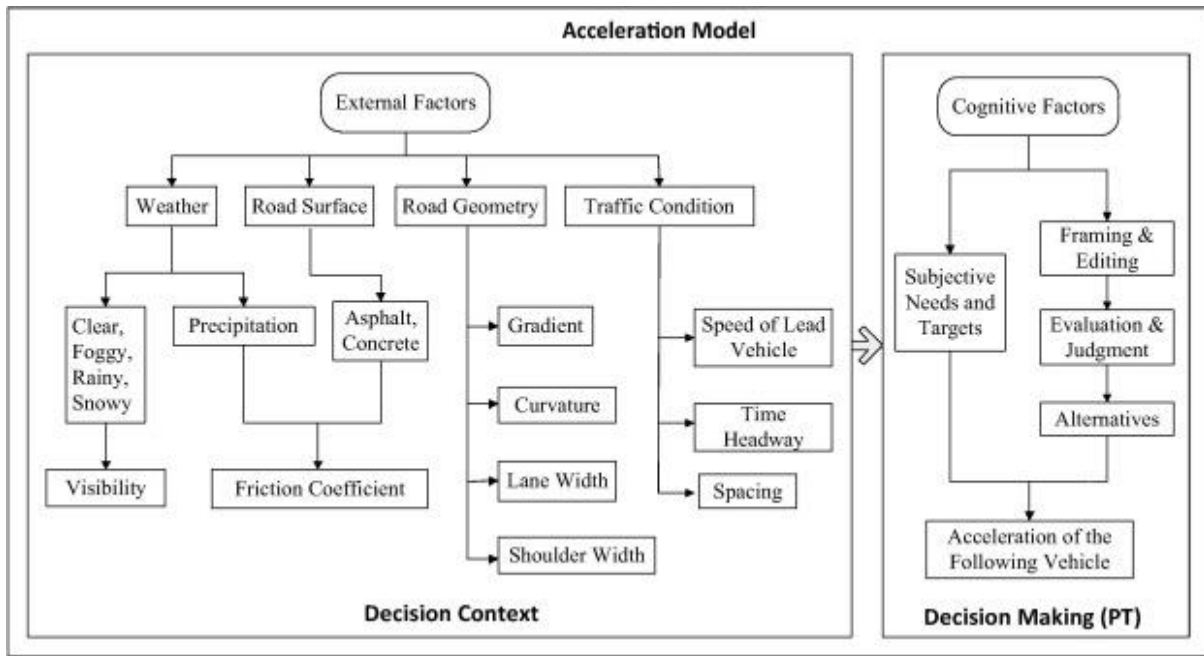 Acceleration Model
External Factors
Weather
Road Surface
Road Geometry
Traffic Condition
Clear,
Foggy,
Rainy,
Snowy
Precipitation
Asphalt,
Concrete
Visibility
Friction Coefficient
Gradient
Curvature
Lane Width
Shoulder Width
Speed of Lead
Vehicle
Time
Headway
Spacing
Decision Context
Cognitive Factors
Subjective
Needs and
Targets
Framing &
Editing
Evaluation &
Judgment
Alternatives
Acceleration of the
Following Vehicle
Decision Making (PT)